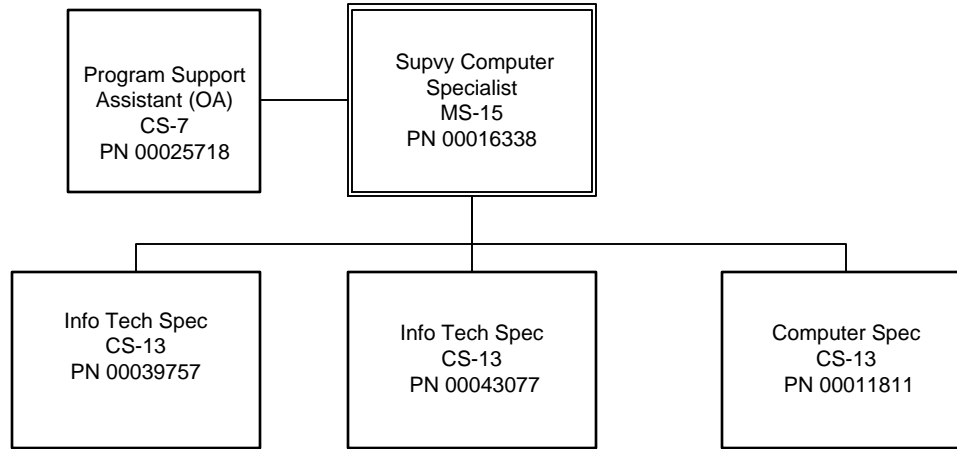 Program Support
Assistant (OA)
CS-7
PN 00025718
Supvy Computer
Specialist
MS-15
PN 00016338
Info Tech Spec
CS-13
PN 00039757
Info Tech Spec
CS-13
PN 00043077
Computer Spec
CS-13
PN 00011811